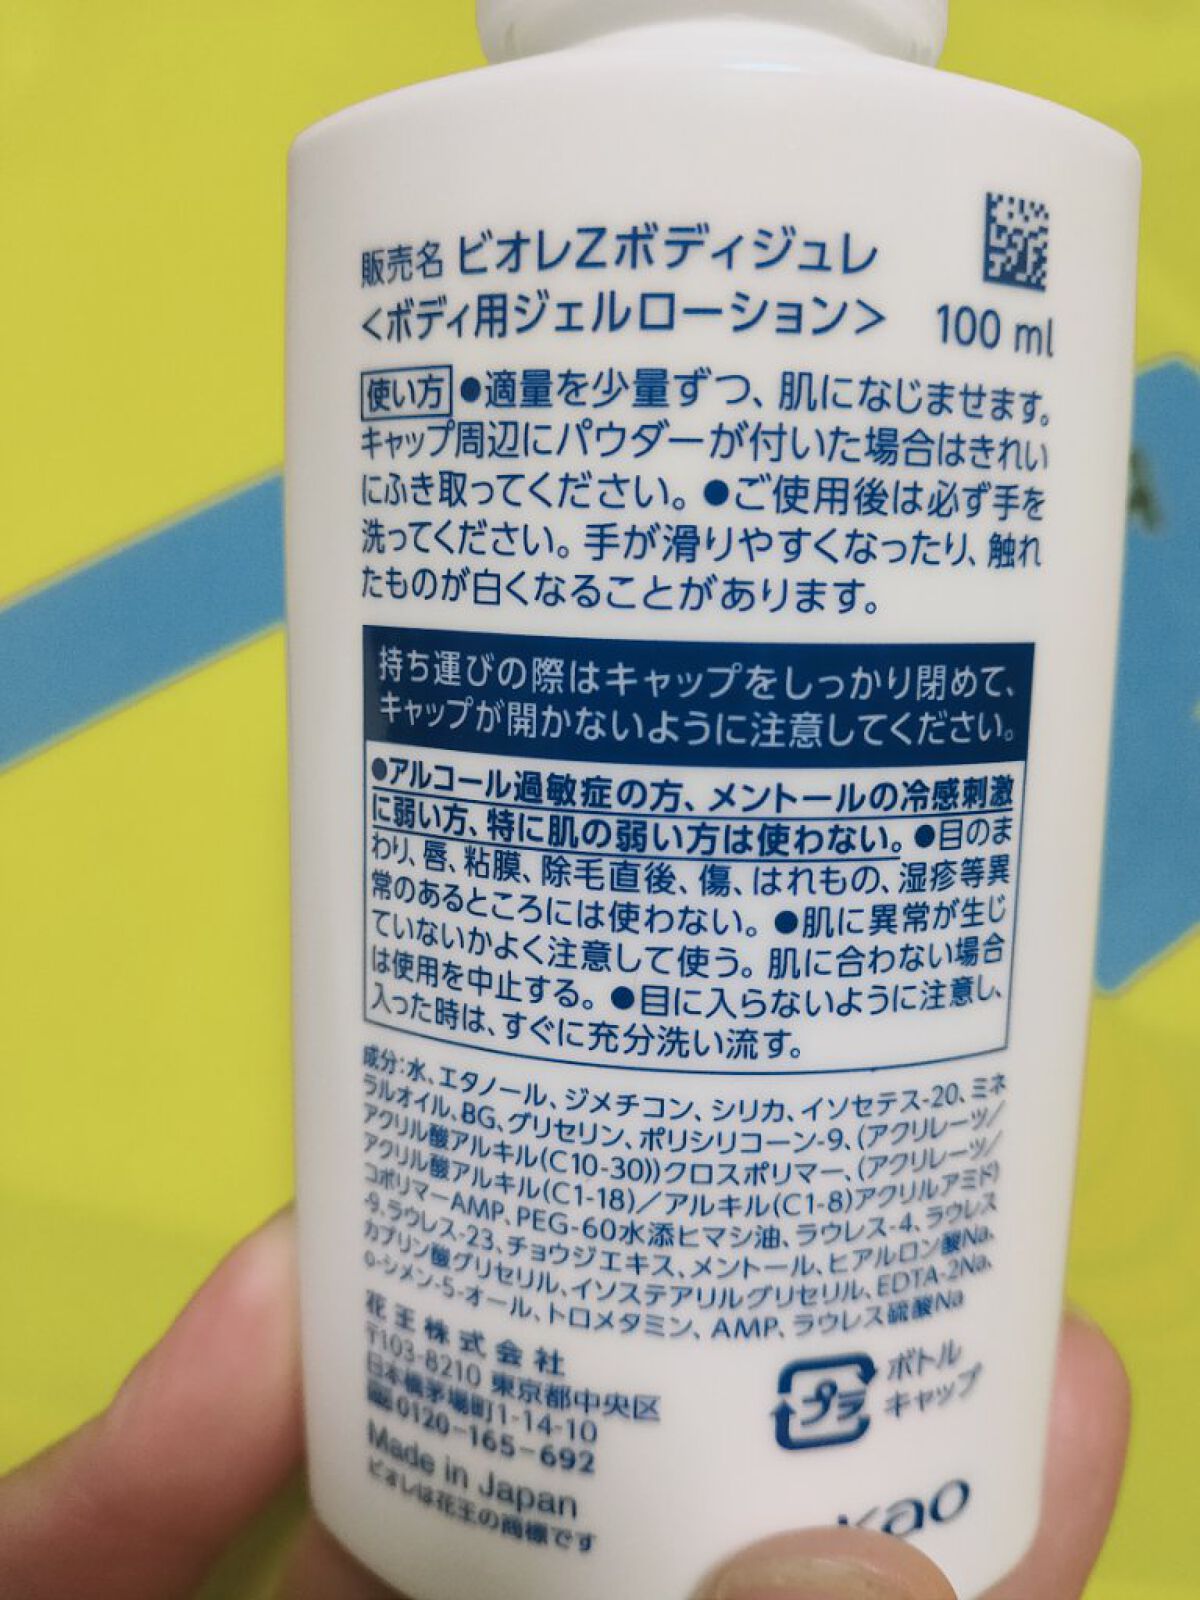 販売名 ビオレZボディジュレ
<ボディ用ジェルローション> 100 ml
使い方 ●適量を少量ずつ、肌になじませます。
キャップ周辺にパウダーが付いた場合はきれい
にふき取ってください。●ご使用後は必ず手を
洗ってください。手が滑りやすくなったり、触れ
たものが白くなることがあります。
持ち運びの際はキャップをしっかり閉めて、
キャップが開かないように注意してください。
●アルコール過敏症の方、メントールの冷感刺激
に弱い方、特に肌の弱い方は使わない。●目のま
わり、唇、粘膜、除毛直後、傷、はれもの、湿疹等異
常のあるところには使わない。●肌に異常が生じ
ていないかよく注意して使う。肌に合わない場合
は使用を中止する。●目に入らないように注意し、
入った時は、すぐに充分洗い流す。
成分:水、エタノール、ジメチコン、シリカ、イソセテス-20、ミネ
ラルオイル、BG、グリセリン、ポリシリコーン-9、(アクリレーツ/
アクリル酸アルキル(C10-30))クロスポリマー、(アクリレーツ/
アクリル酸アルキル(C1-18)/アルキル(C1-8)アクリルアミド)
コポリマーAMP、PEG-60水添ヒマシ油、ラウレス-4、ラウレス
-9、ラウレス-23、チョウジエキス、メントール、ヒアルロン酸Na、
カプリン酸グリセリル、イソステアリルグリセリル、EDTA-2Na、
o-シメン-5-オール、トロメタミン、AMP、ラウレス硫酸Na
花王株式会社
〒103-8210 東京都中央区
日本橋茅場町1-14-10
0120-165-692
Made in Japan
ビオレは花王の商標です
プラ
ボトル
キャップ
kao